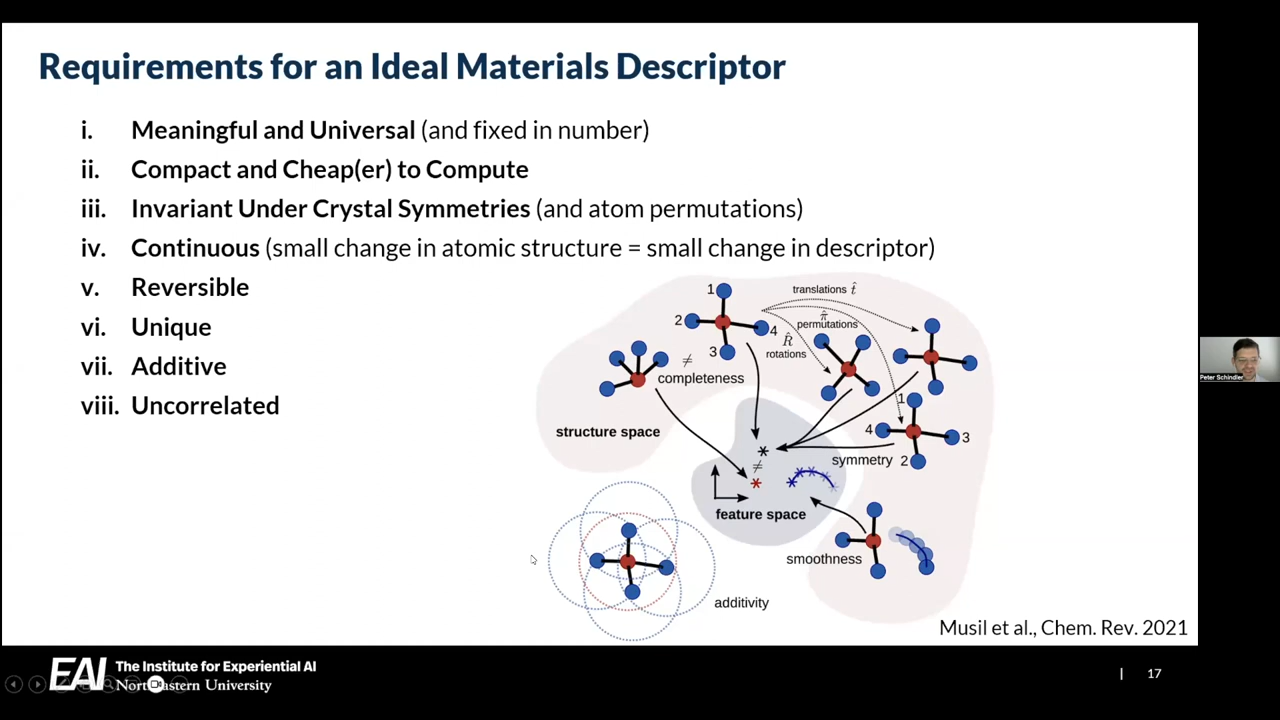 Requirements for an Ideal Materials Descriptor
i. Meaningful and Universal (and fixed in number)
ii. Compact and Cheap(er) to Compute
iii. Invariant Under Crystal Symmetries (and atom permutations)
iv. Continuous (small change in atomic structure = small change in descriptor)
v. Reversible
vi. Unique
vii. Additive
viii. Uncorrelated
translations t̂
π̂
permutations
R̂
rotations
1
2
4
3
≠
completeness
structure space
1
4
3
2
symmetry
≠
feature space
smoothness
additivity
Musil et al., Chem. Rev. 2021
Peter Schindler
EAI The Institute for Experiential AI
Northeastern University
| 17